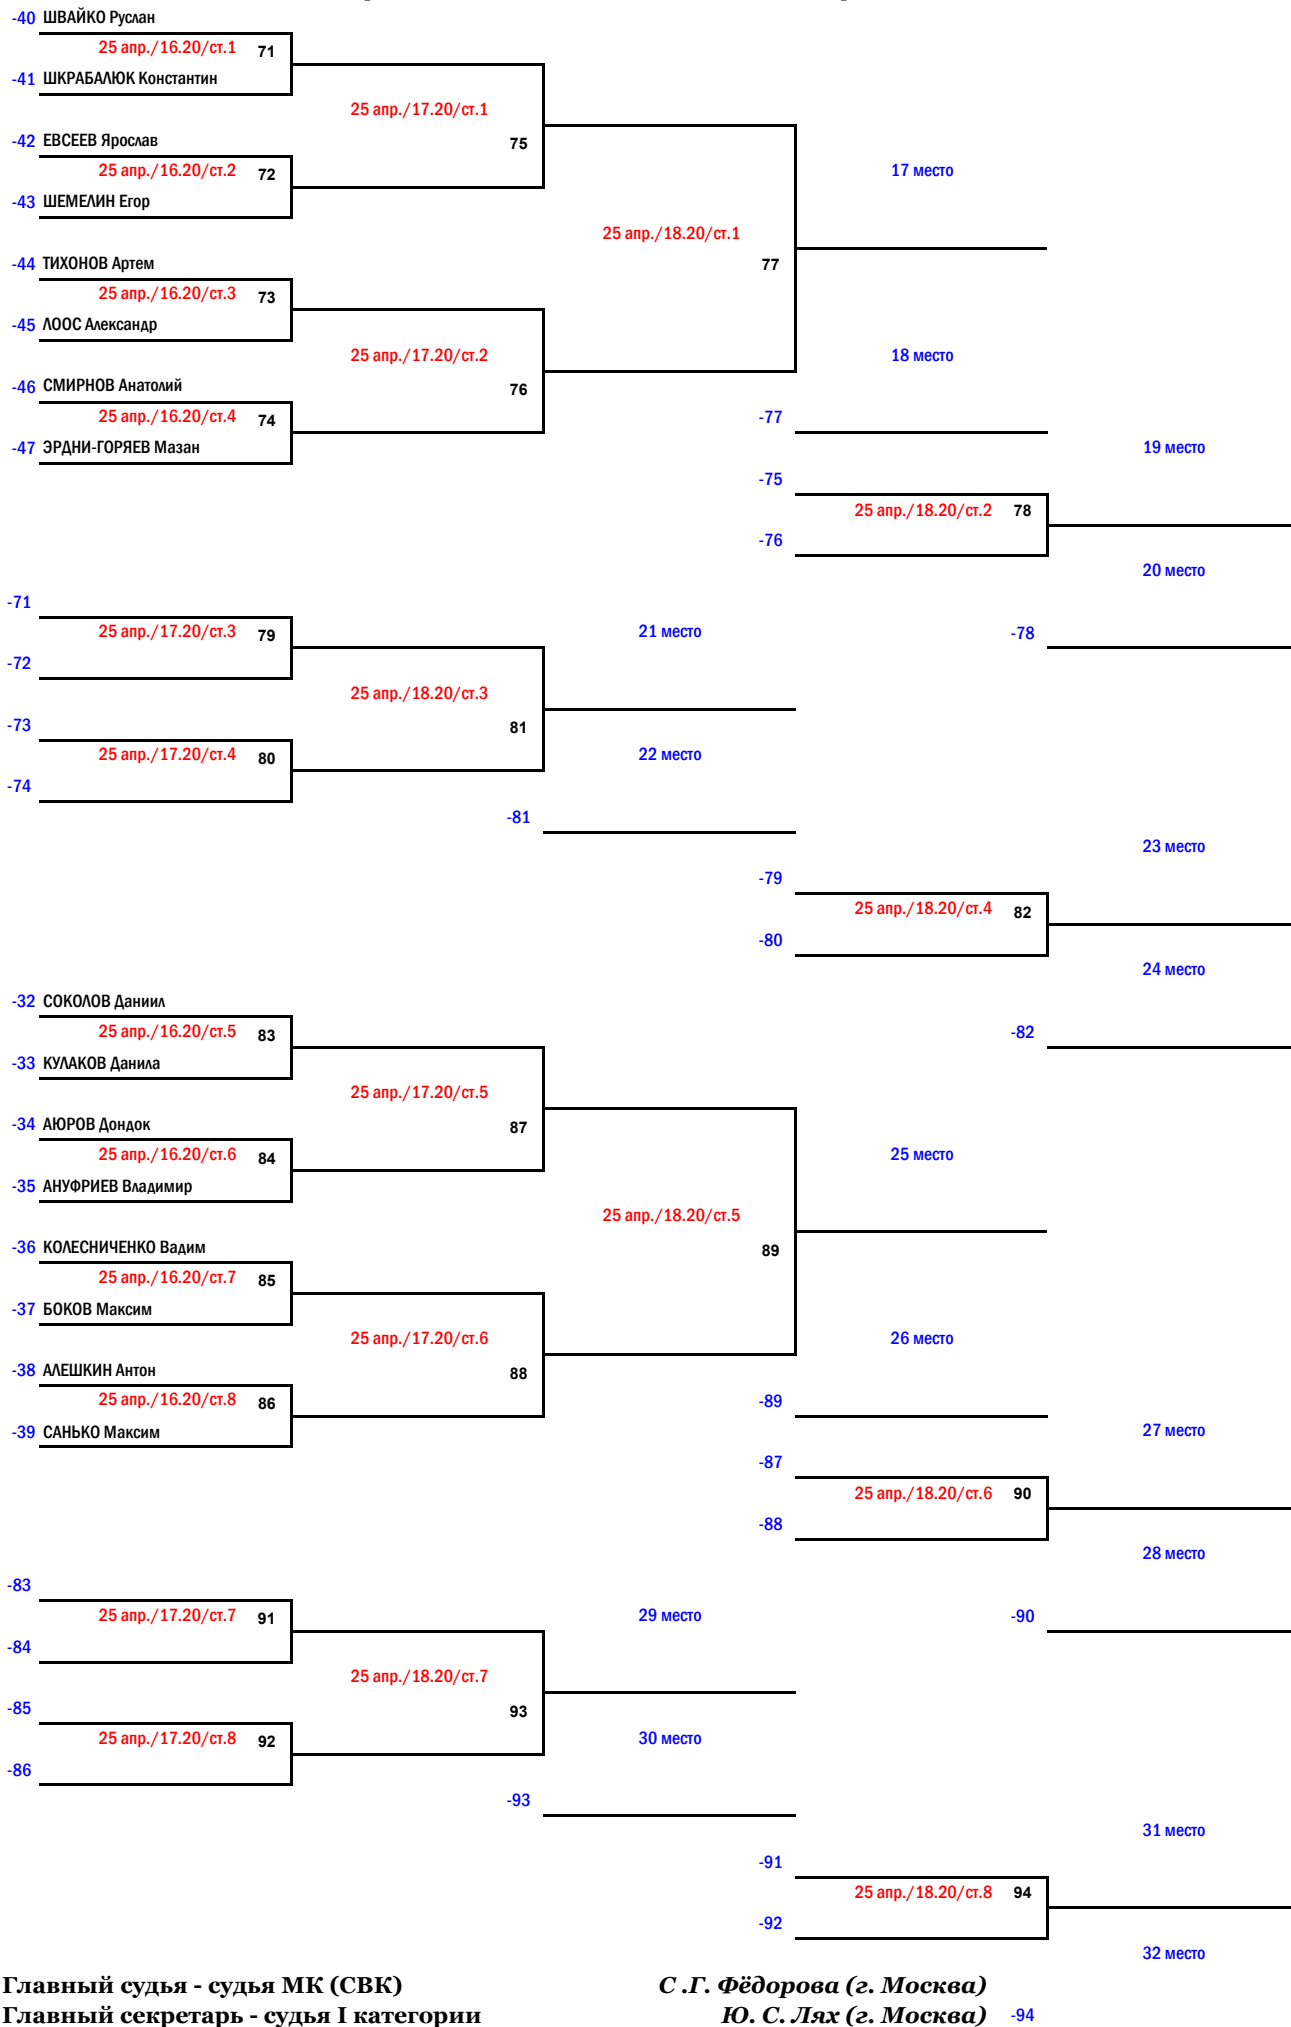 -40 ШВАЙКО Руслан
25 апр./16.20/ст.1 71
-41 ШКРАБАЛЮК Константин
25 апр./17.20/ст.1
-42 ЕВСЕЕВ Ярослав 75
25 апр./16.20/ст.2 72 17 место
-43 ШЕМЕЛИН Егор
25 апр./18.20/ст.1
-44 ТИХОНОВ Артем 77
25 апр./16.20/ст.3 73
-45 ЛООС Александр
25 апр./17.20/ст.2 18 место
-46 СМИРНОВ Анатолий 76
25 апр./16.20/ст.4 74 -77
-47 ЭРДНИ-ГОРЯЕВ Мазан 19 место
-75
25 апр./18.20/ст.2 78
-76
20 место
-71
25 апр./17.20/ст.3 79 21 место -78
-72
25 апр./18.20/ст.3
-73 81
25 апр./17.20/ст.4 80 22 место
-74
-81
23 место
-79
25 апр./18.20/ст.4 82
-80
24 место
-32 СОКОЛОВ Даниил
25 апр./16.20/ст.5 83 -82
-33 КУЛАКОВ Данила
25 апр./17.20/ст.5
-34 АЮРОВ Дондок 87
25 апр./16.20/ст.6 84 25 место
-35 АНУФРИЕВ Владимир
25 апр./18.20/ст.5
-36 КОЛЕСНИЧЕНКО Вадим 89
25 апр./16.20/ст.7 85
-37 БОКОВ Максим
25 апр./17.20/ст.6 26 место
-38 АЛЕШКИН Антон 88
25 апр./16.20/ст.8 86 -89
-39 САНЬКО Максим 27 место
-87
25 апр./18.20/ст.6 90
-88
28 место
-83
25 апр./17.20/ст.7 91 29 место -90
-84
25 апр./18.20/ст.7
-85 93
25 апр./17.20/ст.8 92 30 место
-86
-93
31 место
-91
25 апр./18.20/ст.8 94
-92
32 место
Главный судья - судья МК (СВК) С .Г. Фёдорова (г. Москва)
Главный секретарь - судья I категории Ю. С. Лях (г. Москва) -94